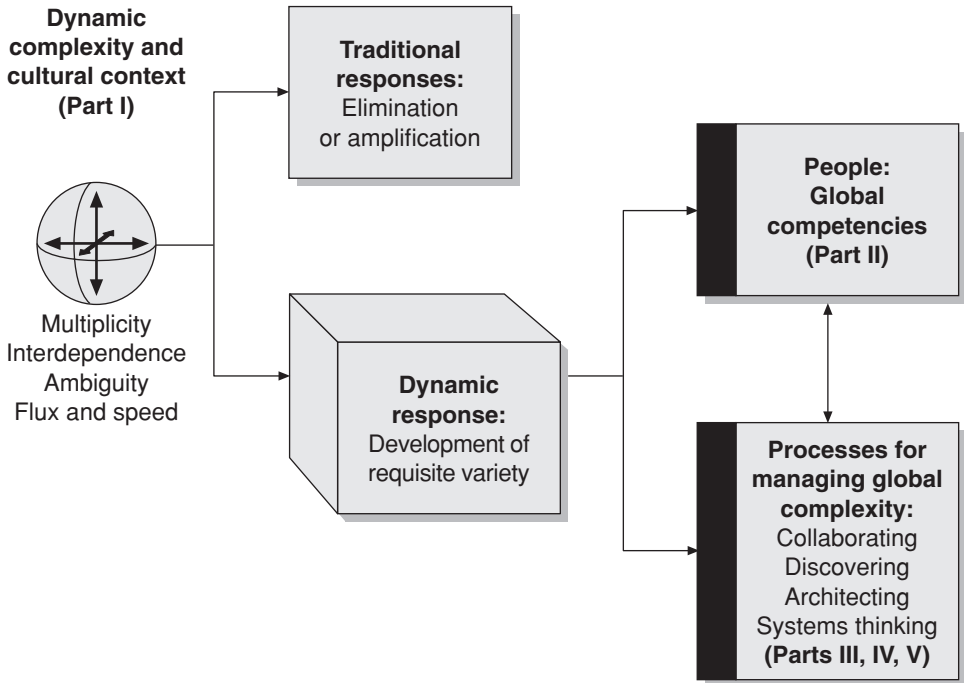 Dynamic
complexity and
cultural context
(Part I)
Multiplicity
Interdependence
Ambiguity
Flux and speed
Traditional
responses:
Elimination
or amplification
Dynamic
response:
Development of
requisite variety
People:
Global
competencies
(Part II)
Processes for
managing global
complexity:
Collaborating
Discovering
Architecting
Systems thinking
(Parts III, IV, V)